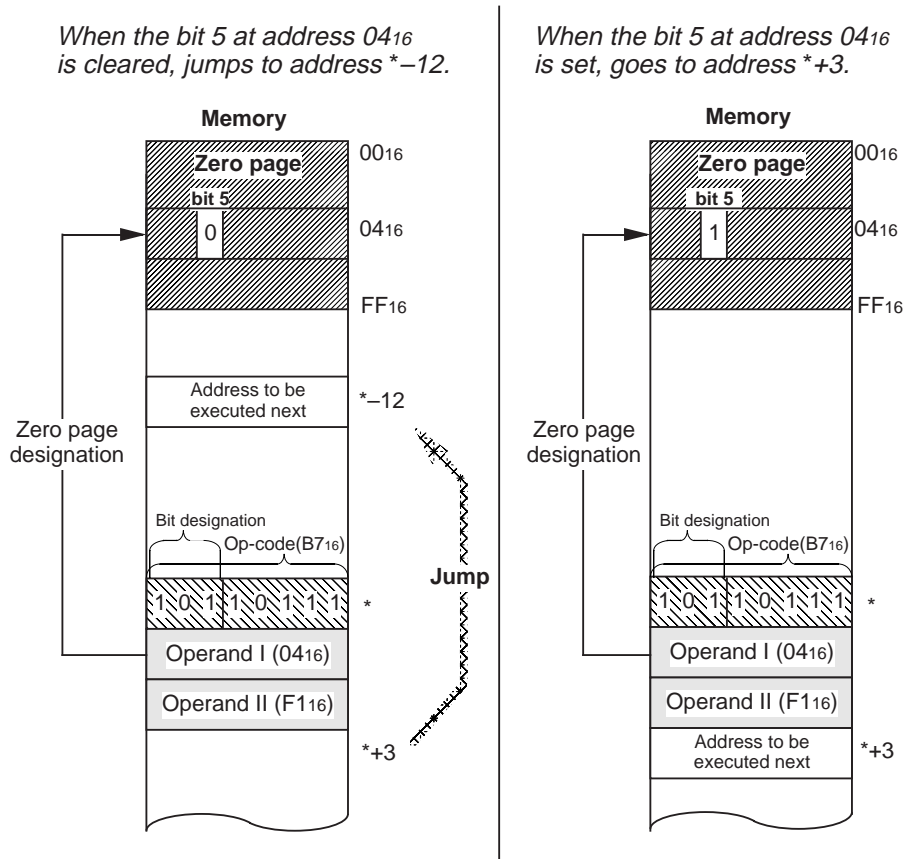 When the bit 5 at address 0416
is cleared, jumps to address *–12.
Memory
Zero page
0016
bit 5
0
0416
FF16
Address to be
executed next
*–12
Zero page
designation
Bit designation
Op-code(B716)
1 0 1 1 0 1 1 1
*
Jump
Operand I (0416)
Operand II (F116)
*+3
When the bit 5 at address 0416
is set, goes to address *+3.
Memory
Zero page
0016
bit 5
1
0416
FF16
Zero page
designation
Bit designation
Op-code(B716)
1 0 1 1 0 1 1 1
*
Operand I (0416)
Operand II (F116)
Address to be
executed next
*+3